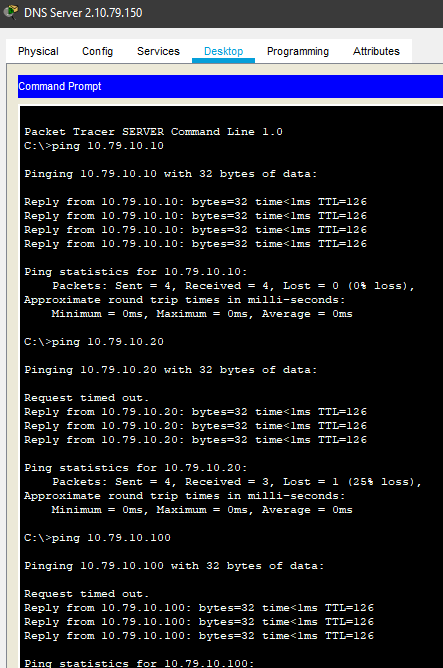 DNS Server 2.10.79.150
Physical Config Services Desktop Programming Attributes
Command Prompt
Packet Tracer SERVER Command Line 1.0
C:\>ping 10.79.10.10
Pinging 10.79.10.10 with 32 bytes of data:
Reply from 10.79.10.10: bytes=32 time<1ms TTL=126
Reply from 10.79.10.10: bytes=32 time<1ms TTL=126
Reply from 10.79.10.10: bytes=32 time<1ms TTL=126
Reply from 10.79.10.10: bytes=32 time<1ms TTL=126
Ping statistics for 10.79.10.10:
Packets: Sent = 4, Received = 4, Lost = 0 (0% loss),
Approximate round trip times in milli-seconds:
Minimum = 0ms, Maximum = 0ms, Average = 0ms
C:\>ping 10.79.10.20
Pinging 10.79.10.20 with 32 bytes of data:
Request timed out.
Reply from 10.79.10.20: bytes=32 time<1ms TTL=126
Reply from 10.79.10.20: bytes=32 time<1ms TTL=126
Reply from 10.79.10.20: bytes=32 time<1ms TTL=126
Ping statistics for 10.79.10.20:
Packets: Sent = 4, Received = 3, Lost = 1 (25% loss),
Approximate round trip times in milli-seconds:
Minimum = 0ms, Maximum = 0ms, Average = 0ms
C:\>ping 10.79.10.100
Pinging 10.79.10.100 with 32 bytes of data:
Request timed out.
Reply from 10.79.10.100: bytes=32 time<1ms TTL=126
Reply from 10.79.10.100: bytes=32 time<1ms TTL=126
Reply from 10.79.10.100: bytes=32 time<1ms TTL=126
Ping statistics for 10.79.10.100: